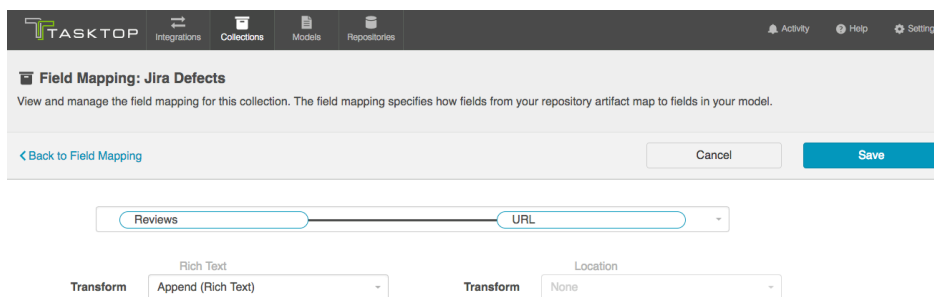 TASKTOP
Integrations
Collections
Models
Repositories
Activity
Help
Setting
Field Mapping: Jira Defects
View and manage the field mapping for this collection. The field mapping specifies how fields from your repository artifact map to fields in your model.
Back to Field Mapping
Cancel
Save
Reviews
URL
Rich Text
Location
Transform
Append (Rich Text)
Transform
None